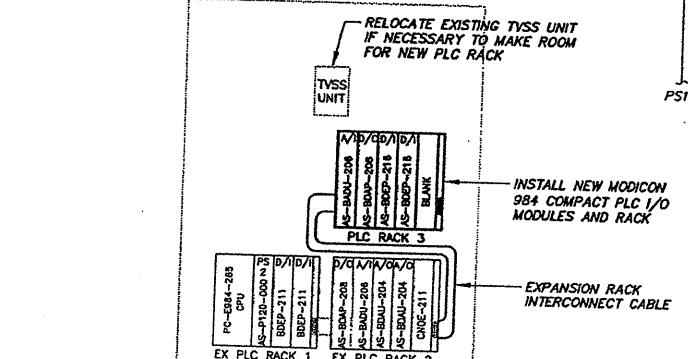 RELOCATE EXISTING TVSS UNIT
IF NECESSARY TO MAKE ROOM
FOR NEW PLC RACK
TVSS
UNIT
PS1
A/I D/O D/I D/I
AS-BADU-206
AS-BDAP-208
AS-BDEP-216
AS-BDEP-216
BLANK
PLC RACK 3
INSTALL NEW MODICON
984 COMPACT PLC I/O
MODULES AND RACK
PC-E984-265
CPU
PS
2
AS-P120-000
D/I D/I
BDEP-211
BDEP-211
D/O A/I A/O A/O
AS-BDAP-208
AS-BADU-206
AS-BDAU-204
AS-BDAU-204
CNOE-211
EXPANSION RACK
INTERCONNECT CABLE
EX PLC RACK 1
EX PLC RACK 2